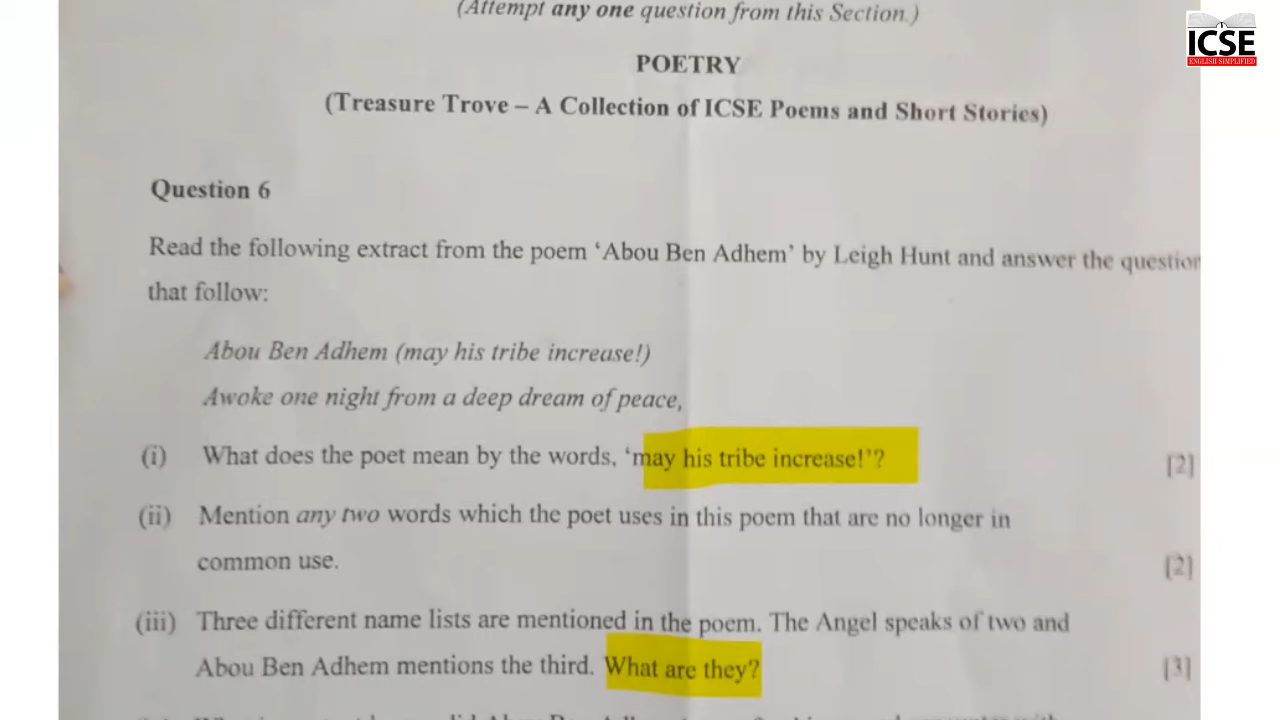 (Attempt any one question from this Section.)
ICSE
ENGLISH SIMPLIFIED
POETRY
(Treasure Trove – A Collection of ICSE Poems and Short Stories)
Question 6
Read the following extract from the poem ‘Abou Ben Adhem’ by Leigh Hunt and answer the question
that follow:
Abou Ben Adhem (may his tribe increase!)
Awoke one night from a deep dream of peace,
(i) What does the poet mean by the words, ‘may his tribe increase!’? [2]
(ii) Mention any two words which the poet uses in this poem that are no longer in
common use. [2]
(iii) Three different name lists are mentioned in the poem. The Angel speaks of two and
Abou Ben Adhem mentions the third. What are they? [3]